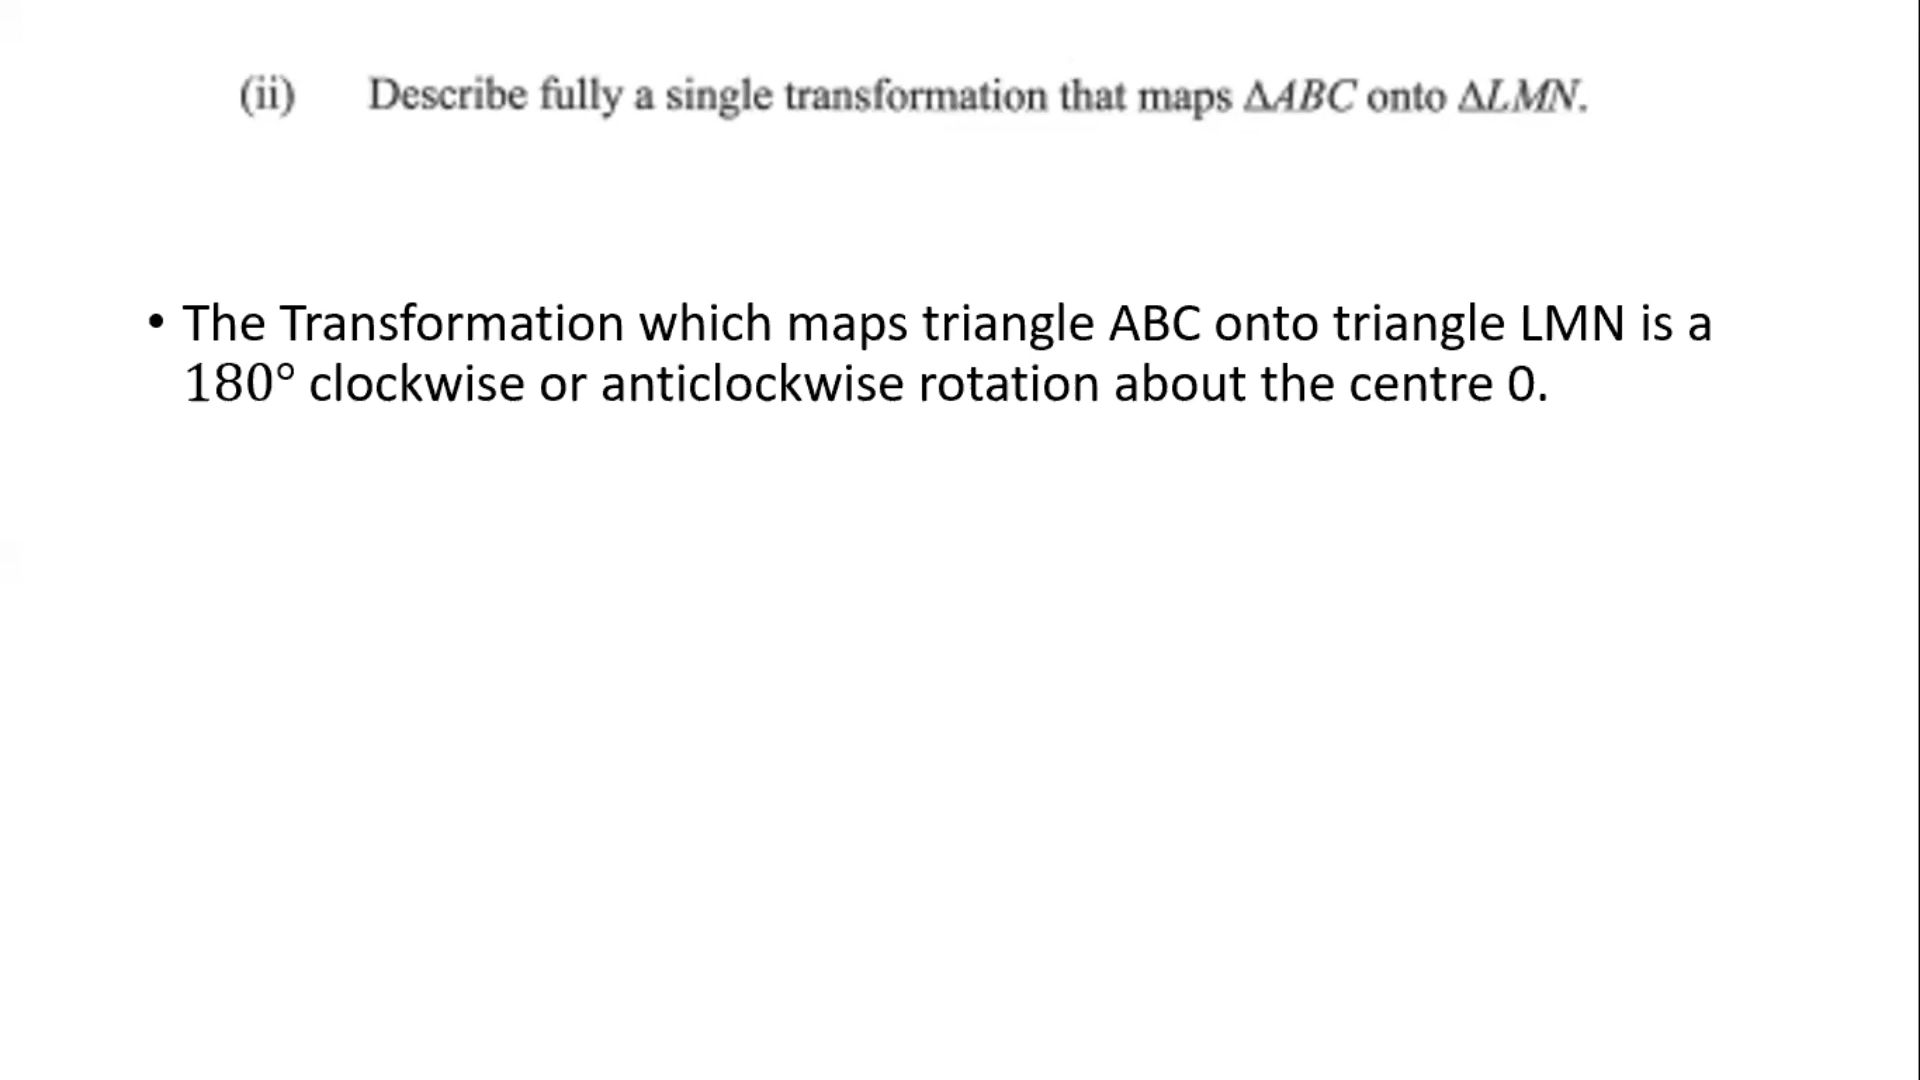 (ii) Describe fully a single transformation that maps ΔABC onto ΔLMN.
• The Transformation which maps triangle ABC onto triangle LMN is a
180° clockwise or anticlockwise rotation about the centre 0.